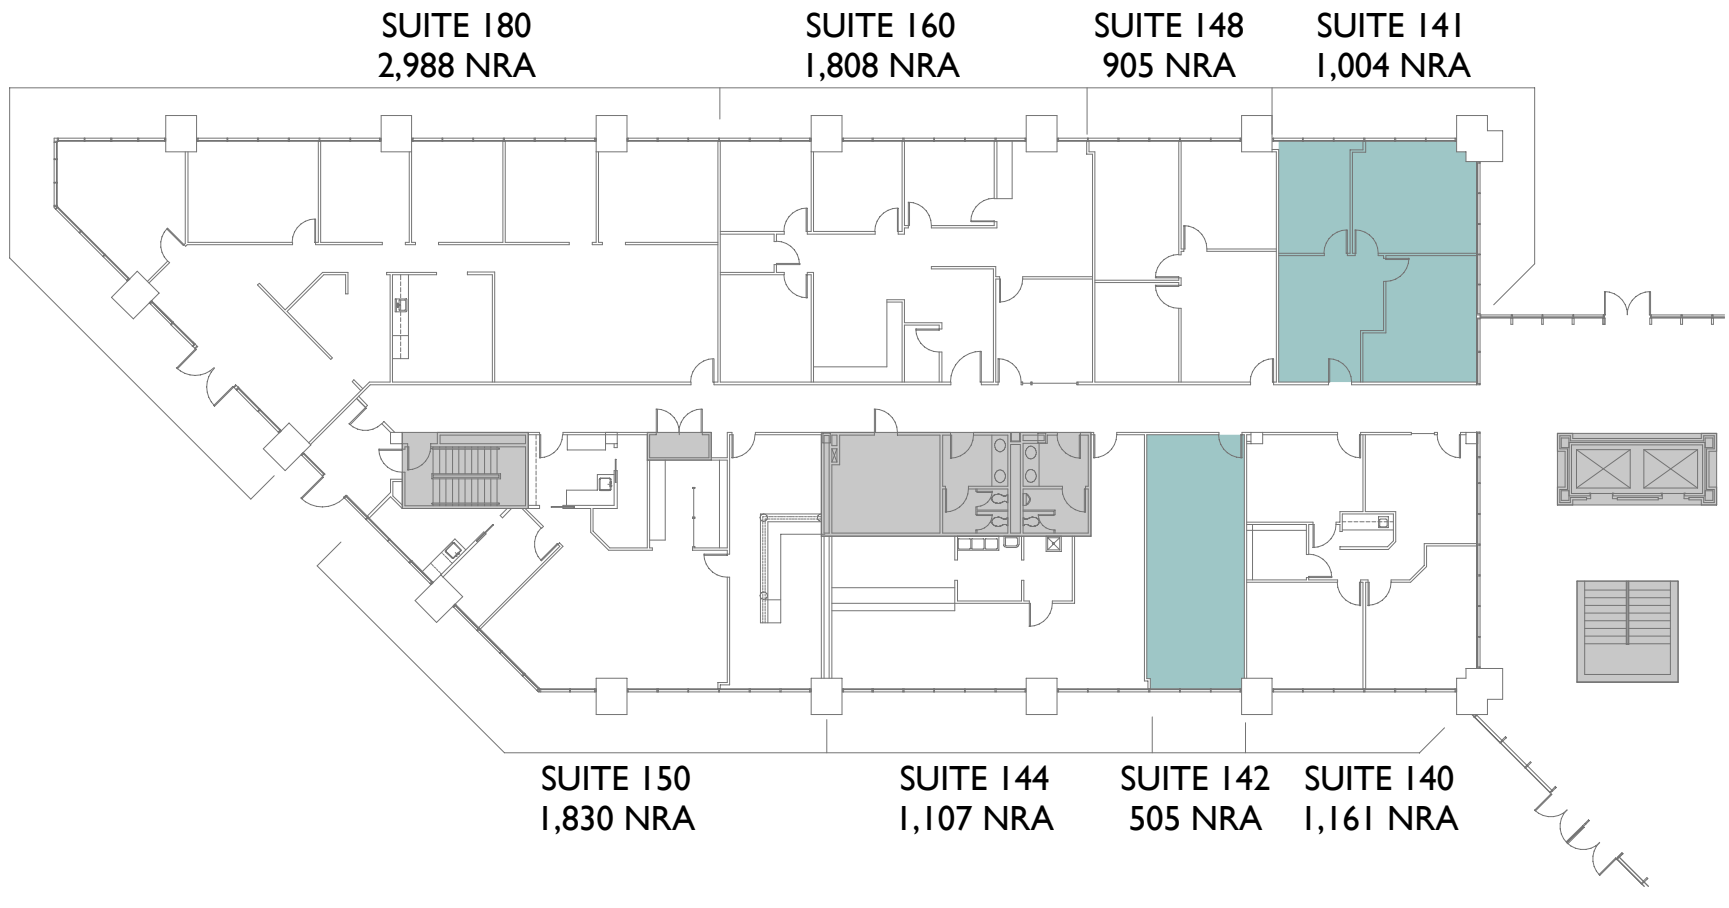 SUITE 180
2,988 NRA
SUITE 160
1,808 NRA
SUITE 148
905 NRA
SUITE 141
1,004 NRA
SUITE 150
1,830 NRA
SUITE 144
1,107 NRA
SUITE 142
505 NRA
SUITE 140
1,161 NRA